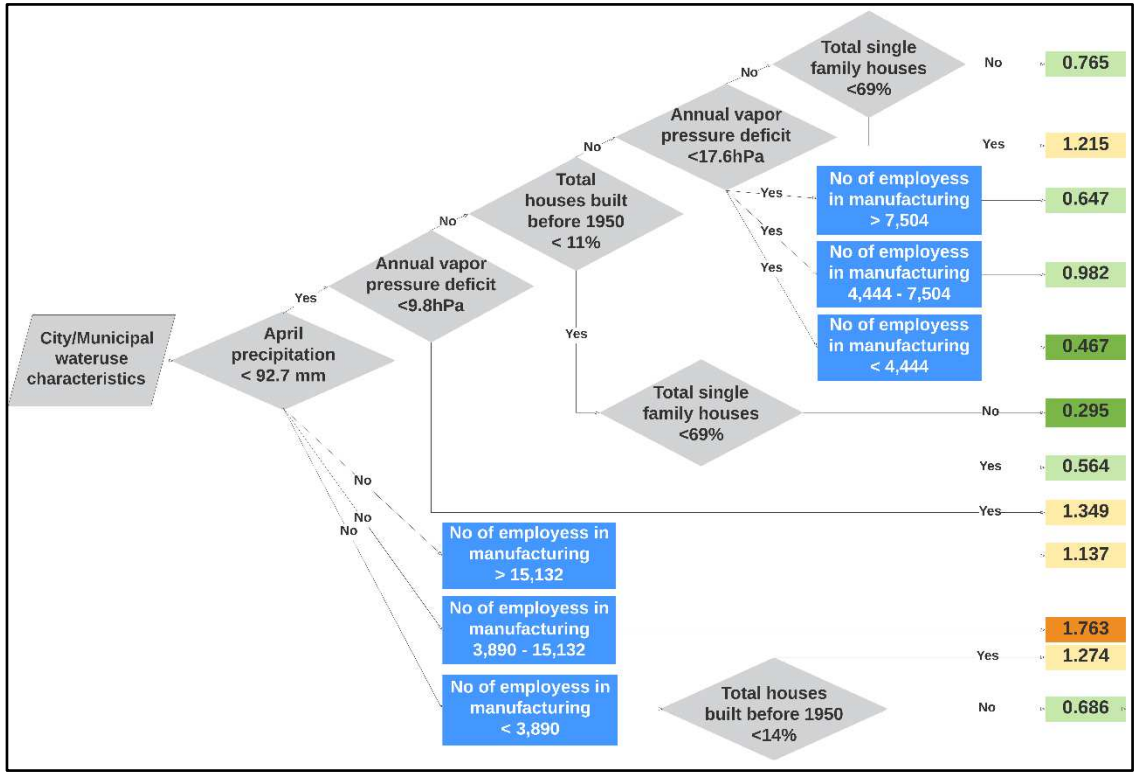 Total single
family houses
<69%
No
0.765
No
Annual vapor
pressure deficit
<17.6hPa
Yes
1.215
No
Total
houses built
before 1950
< 11%
Yes
No of employess
in manufacturing
> 7,504
0.647
No
Annual vapor
pressure deficit
<9.8hPa
Yes
No of employess
in manufacturing
4,444 - 7,504
0.982
Yes
Yes
City/Municipal
wateruse
characteristics
April
precipitation
< 92.7 mm
Yes
No of employess
in manufacturing
< 4,444
0.467
Total single
family houses
<69%
No
0.295
Yes
0.564
No
No
No
Yes
1.349
No of employess in
manufacturing
> 15,132
1.137
No of employess in
manufacturing
3,890 - 15,132
1.763
Yes
1.274
No of employess in
manufacturing
< 3,890
Total houses
built before 1950
<14%
No
0.686